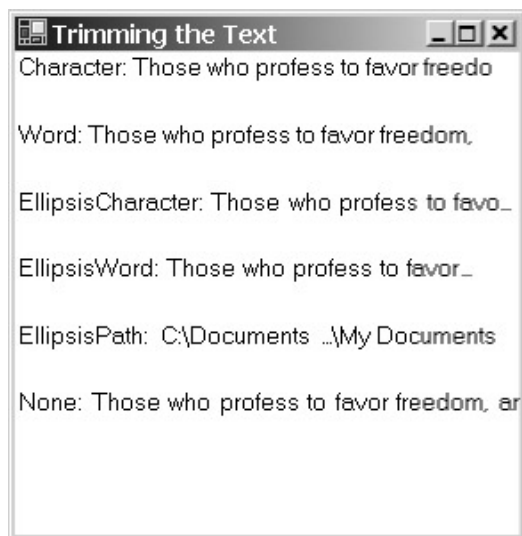 Trimming the Text
Character: Those who profess to favor freedo
Word: Those who profess to favor freedom,
EllipsisCharacter: Those who profess to favo...
EllipsisWord: Those who profess to favor...
EllipsisPath: C:\Documents ...\My Documents
None: Those who profess to favor freedom, ar